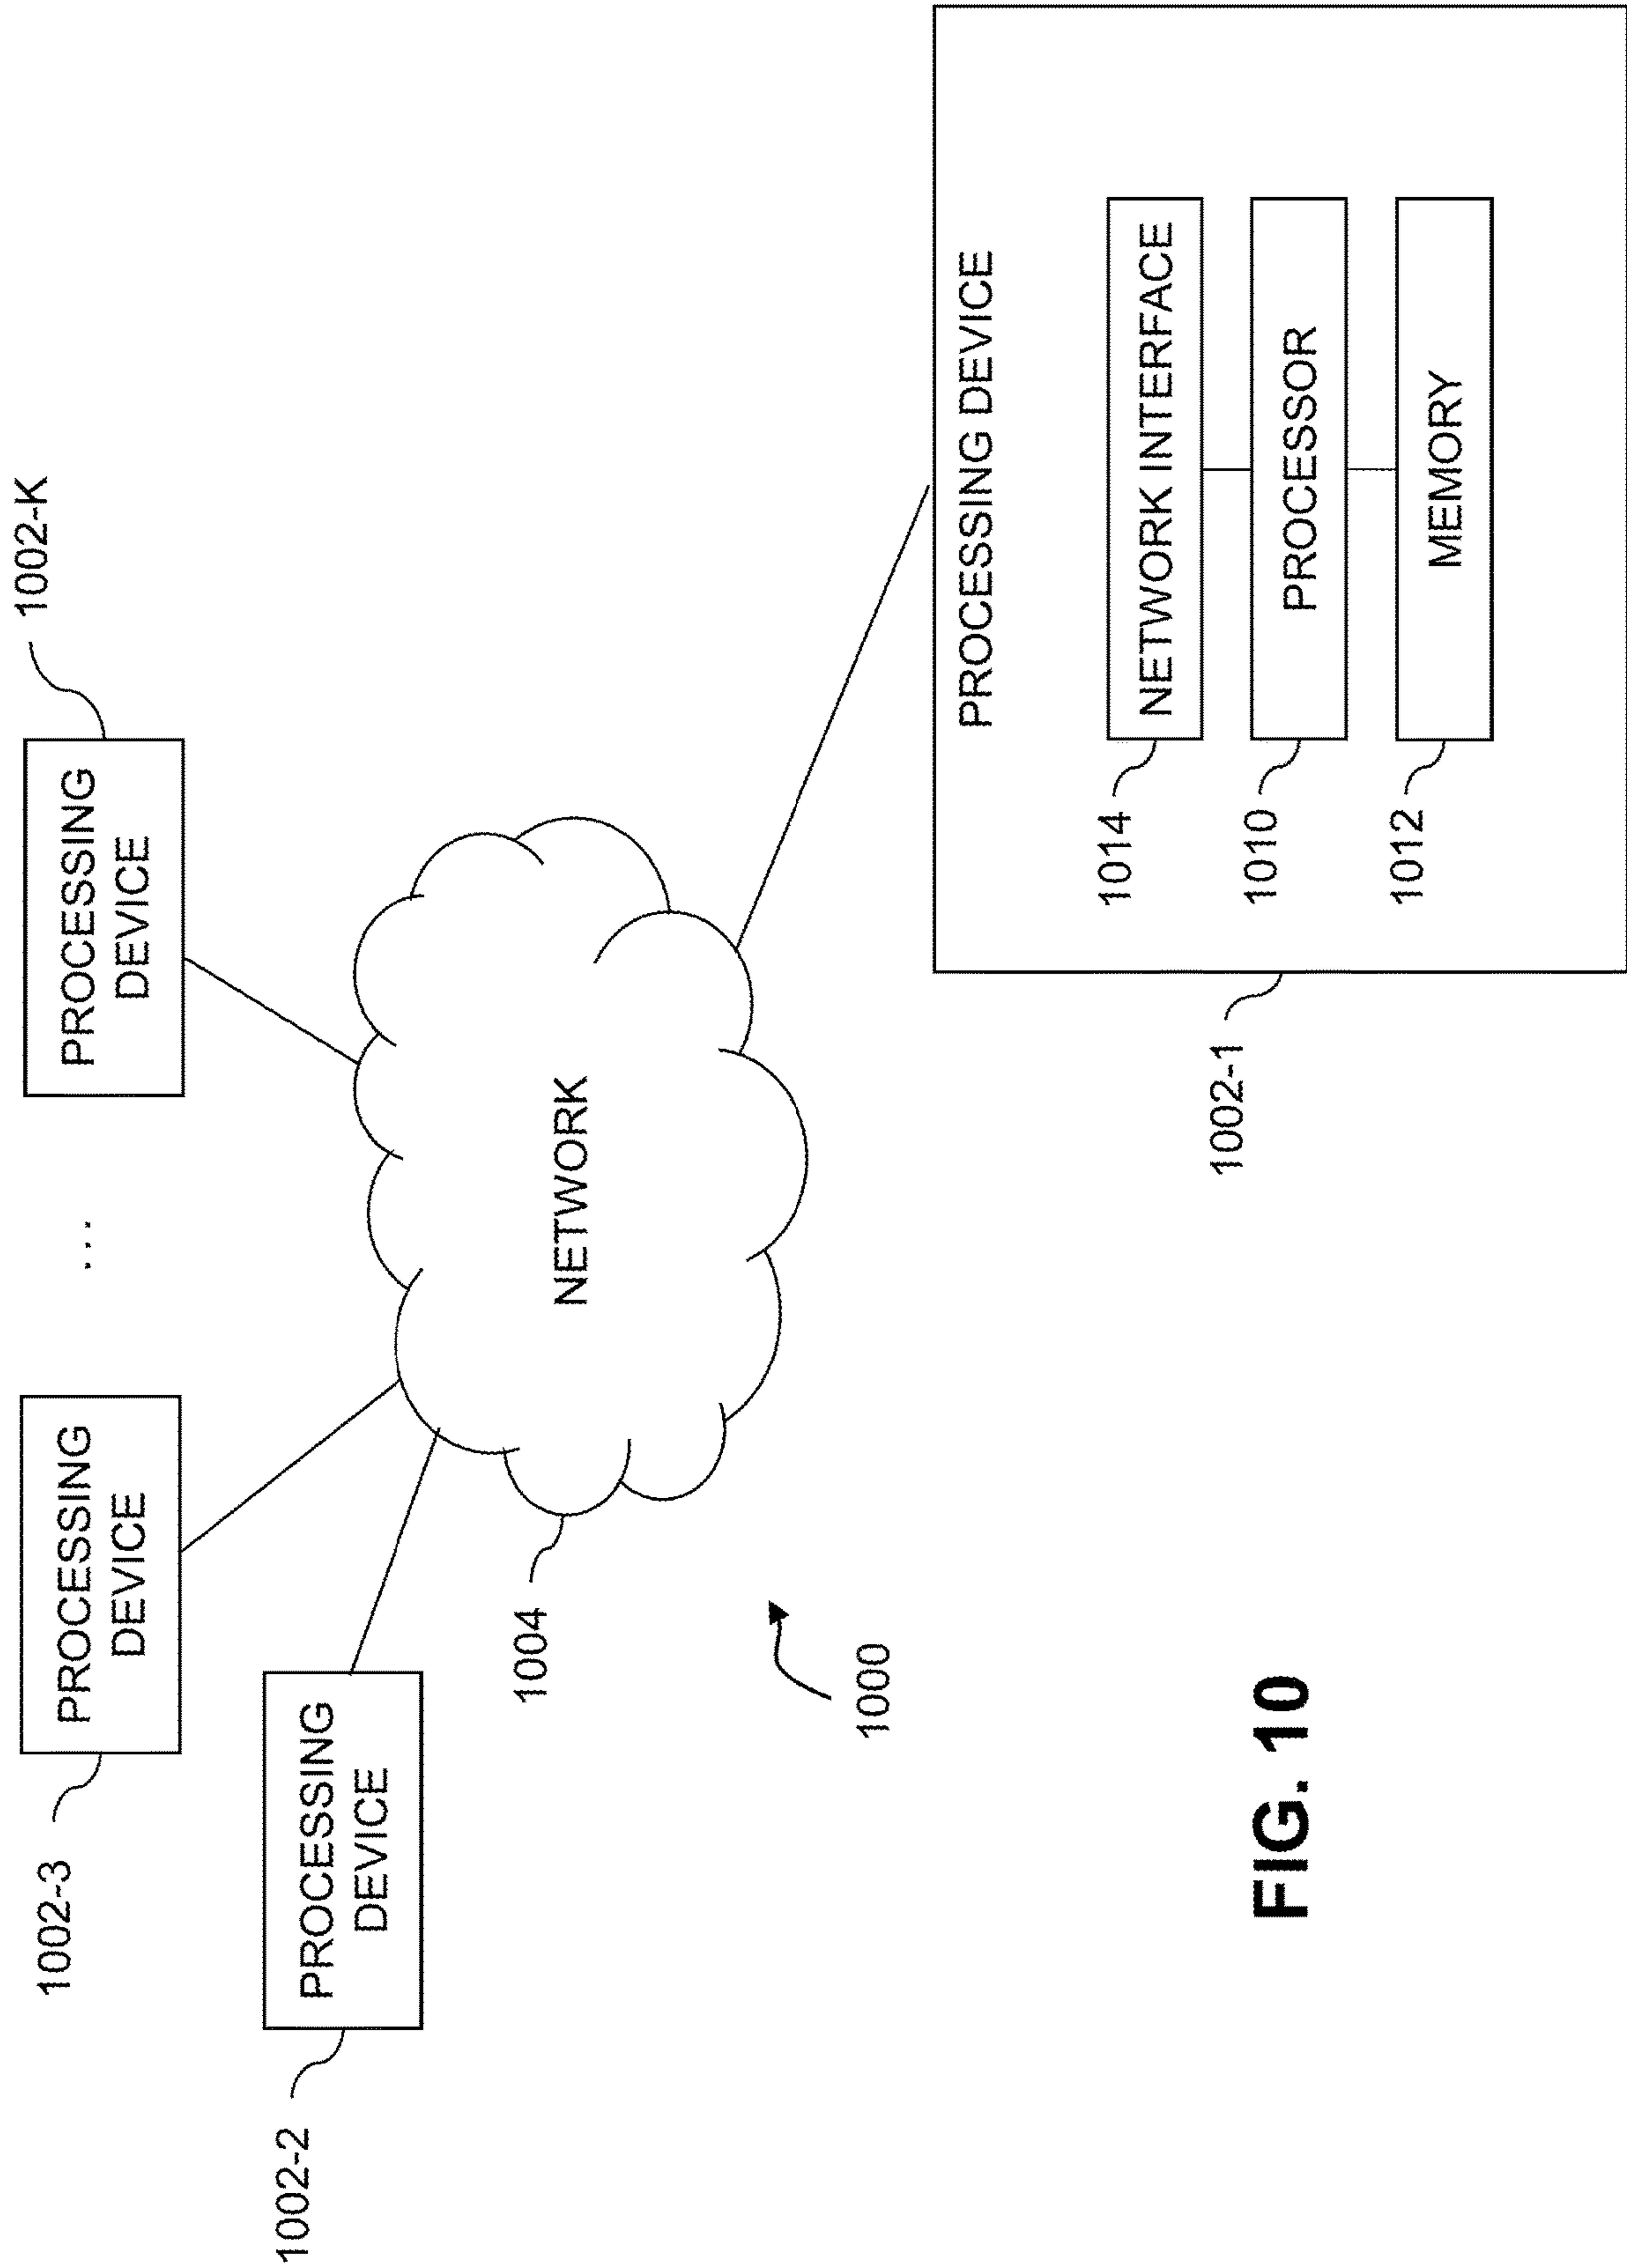 1002-2
1002-3
PROCESSING
DEVICE
PROCESSING
DEVICE
...
PROCESSING
DEVICE
1002-K
1004
NETWORK
1000
PROCESSING DEVICE
1002-1
1014
NETWORK INTERFACE
1010
PROCESSOR
1012
MEMORY
FIG. 10